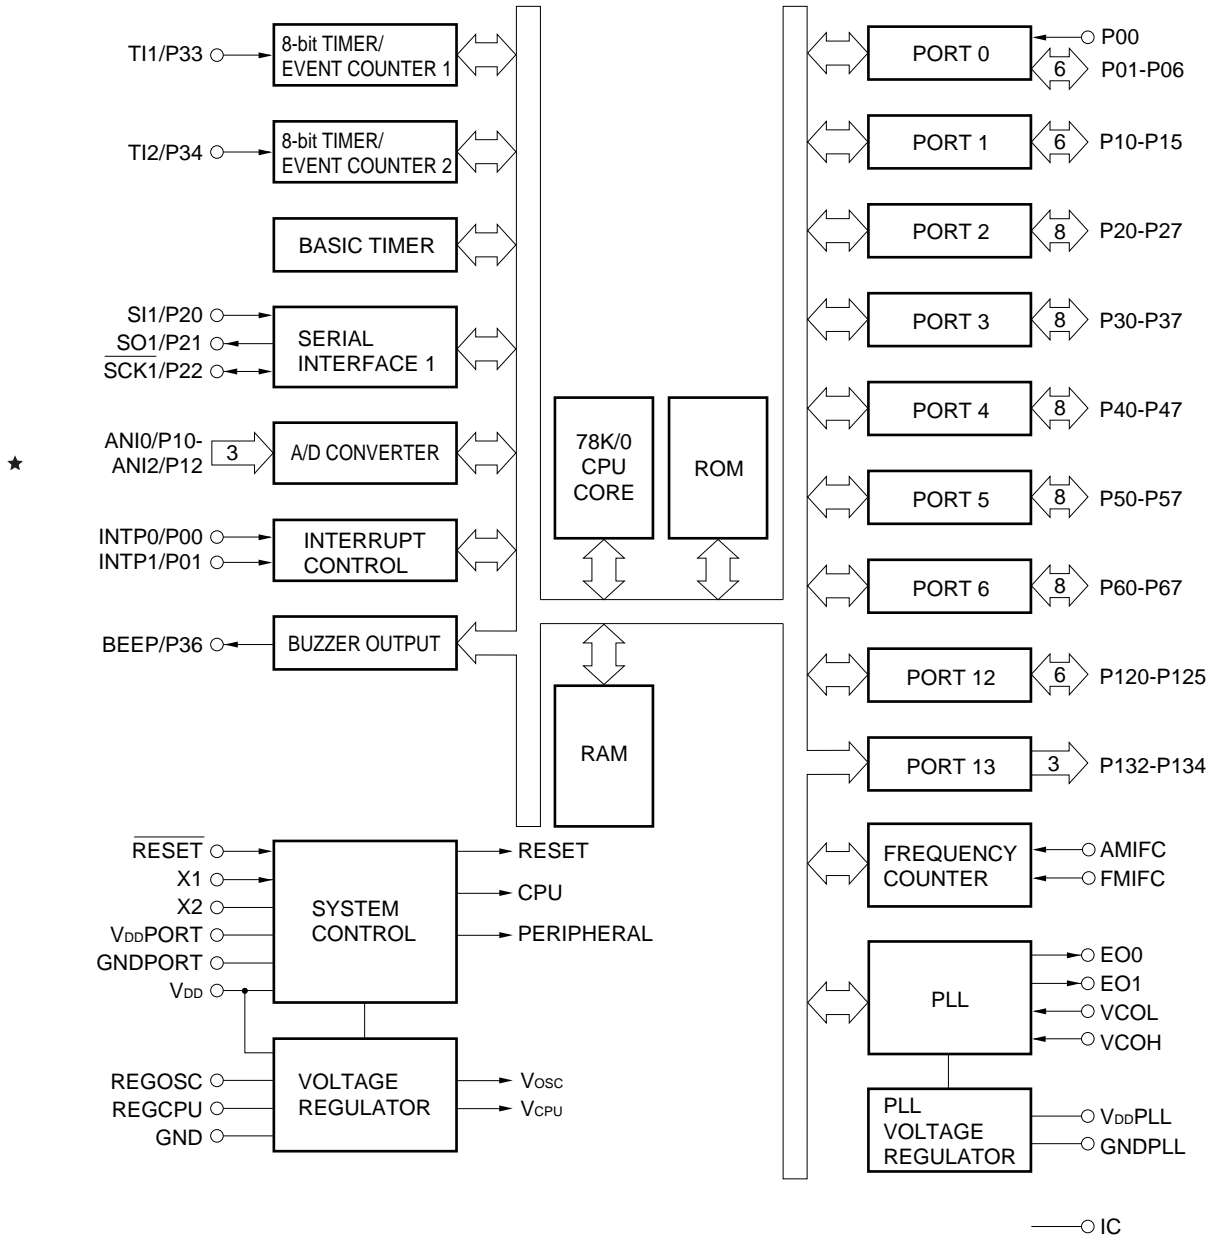 TI1/P33
8-bit TIMER/
EVENT COUNTER 1
TI2/P34
8-bit TIMER/
EVENT COUNTER 2
BASIC TIMER
SI1/P20
SO1/P21
SCK1/P22
SERIAL
INTERFACE 1
ANI0/P10-
ANI2/P12
3
A/D CONVERTER
★
INTP0/P00
INTP1/P01
INTERRUPT
CONTROL
BEEP/P36
BUZZER OUTPUT
78K/0
CPU
CORE
ROM
RAM
RESET
X1
X2
VDDPORT
GNDPORT
VDD
SYSTEM
CONTROL
RESET
CPU
PERIPHERAL
REGOSC
REGCPU
GND
VOLTAGE
REGULATOR
VOSC
VCPU
PORT 0
P00
6
P01-P06
PORT 1
6
P10-P15
PORT 2
8
P20-P27
PORT 3
8
P30-P37
PORT 4
8
P40-P47
PORT 5
8
P50-P57
PORT 6
8
P60-P67
PORT 12
6
P120-P125
PORT 13
3
P132-P134
FREQUENCY
COUNTER
AMIFC
FMIFC
PLL
EO0
EO1
VCOL
VCOH
PLL
VOLTAGE
REGULATOR
VDDPLL
GNDPLL
IC